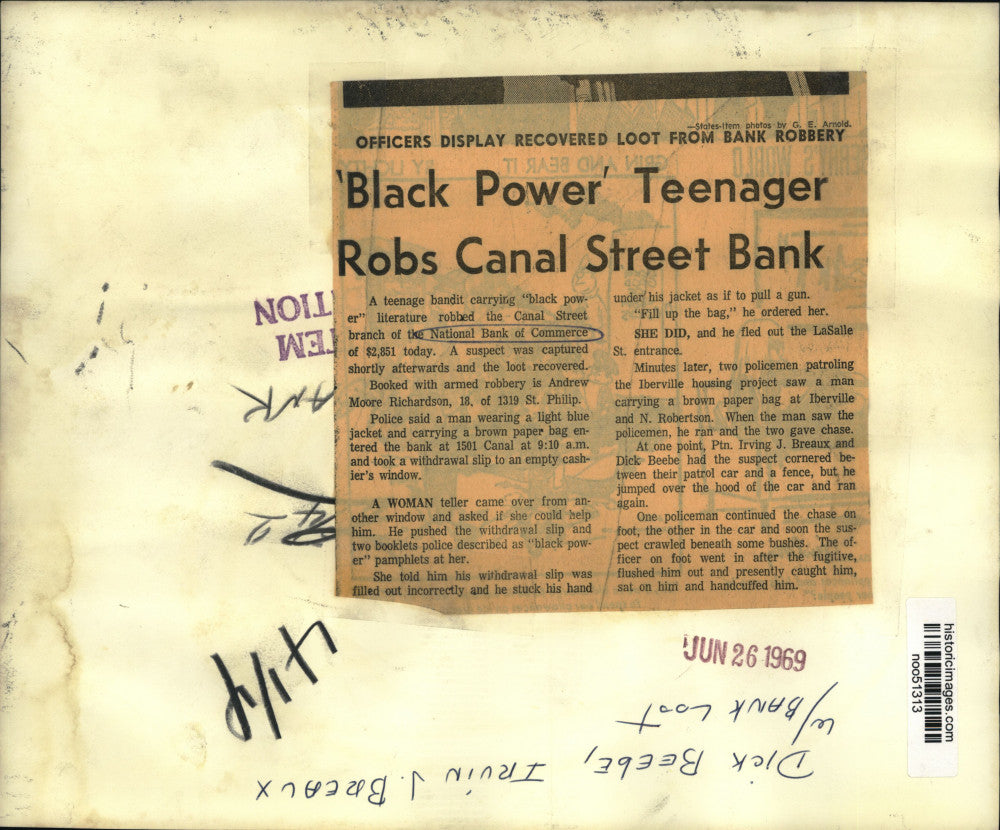 —States-Item photos by G. E. Arnold.
OFFICERS DISPLAY RECOVERED LOOT FROM BANK ROBBERY
'Black Power' Teenager
Robs Canal Street Bank
A teenage bandit carrying "black pow-
er" literature robbed the Canal Street
branch of the National Bank of Commerce
of $2,851 today. A suspect was captured
shortly afterwards and the loot recovered.
Booked with armed robbery is Andrew
Moore Richardson, 18, of 1319 St. Philip.
Police said a man wearing a light blue
jacket and carrying a brown paper bag en-
tered the bank at 1501 Canal at 9:10 a.m.
and took a withdrawal slip to an empty cash-
ier's window.
A WOMAN teller came over from an-
other window and asked if she could help
him. He pushed the withdrawal slip and
two booklets police described as "black pow-
er" pamphlets at her.
She told him his withdrawal slip was
filled out incorrectly and he stuck his hand
under his jacket as if to pull a gun.
"Fill up the bag," he ordered her.
SHE DID, and he fled out the LaSalle
St. entrance.
Minutes later, two policemen patroling
the Iberville housing project saw a man
carrying a brown paper bag at Iberville
and N. Robertson. When the man saw the
policemen, he ran and the two gave chase.
At one point, Ptn. Irving J. Breaux and
Dick Beebe had the suspect cornered be-
tween their patrol car and a fence, but he
jumped over the hood of the car and ran
again.
One policeman continued the chase on
foot, the other in the car and soon the sus-
pect crawled beneath some bushes. The of-
ficer on foot went in after the fugitive,
flushed him out and presently caught him,
sat on him and handcuffed him.
JUN 26 1969
DICK BEEBE, IRVIN J. BREAUX
w/BANK LOOT
historicimages.com
noo51313